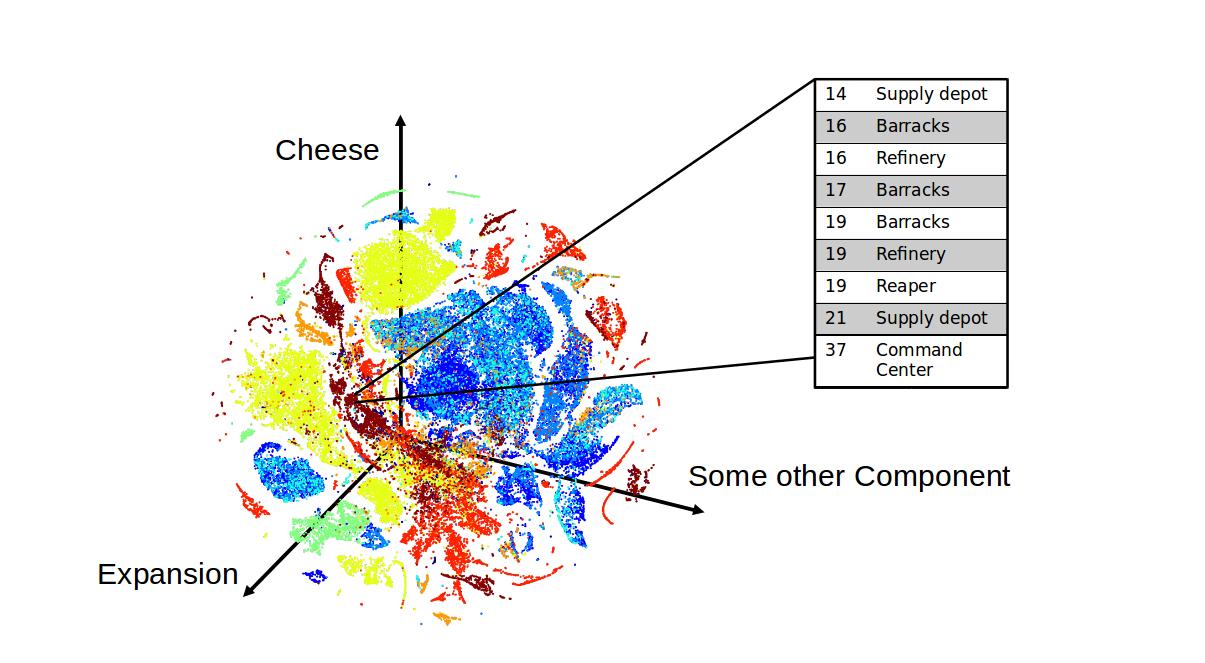 Cheese
Expansion
Some other Component
14 Supply depot
16 Barracks
16 Refinery
17 Barracks
19 Barracks
19 Refinery
19 Reaper
21 Supply depot
37 Command
Center